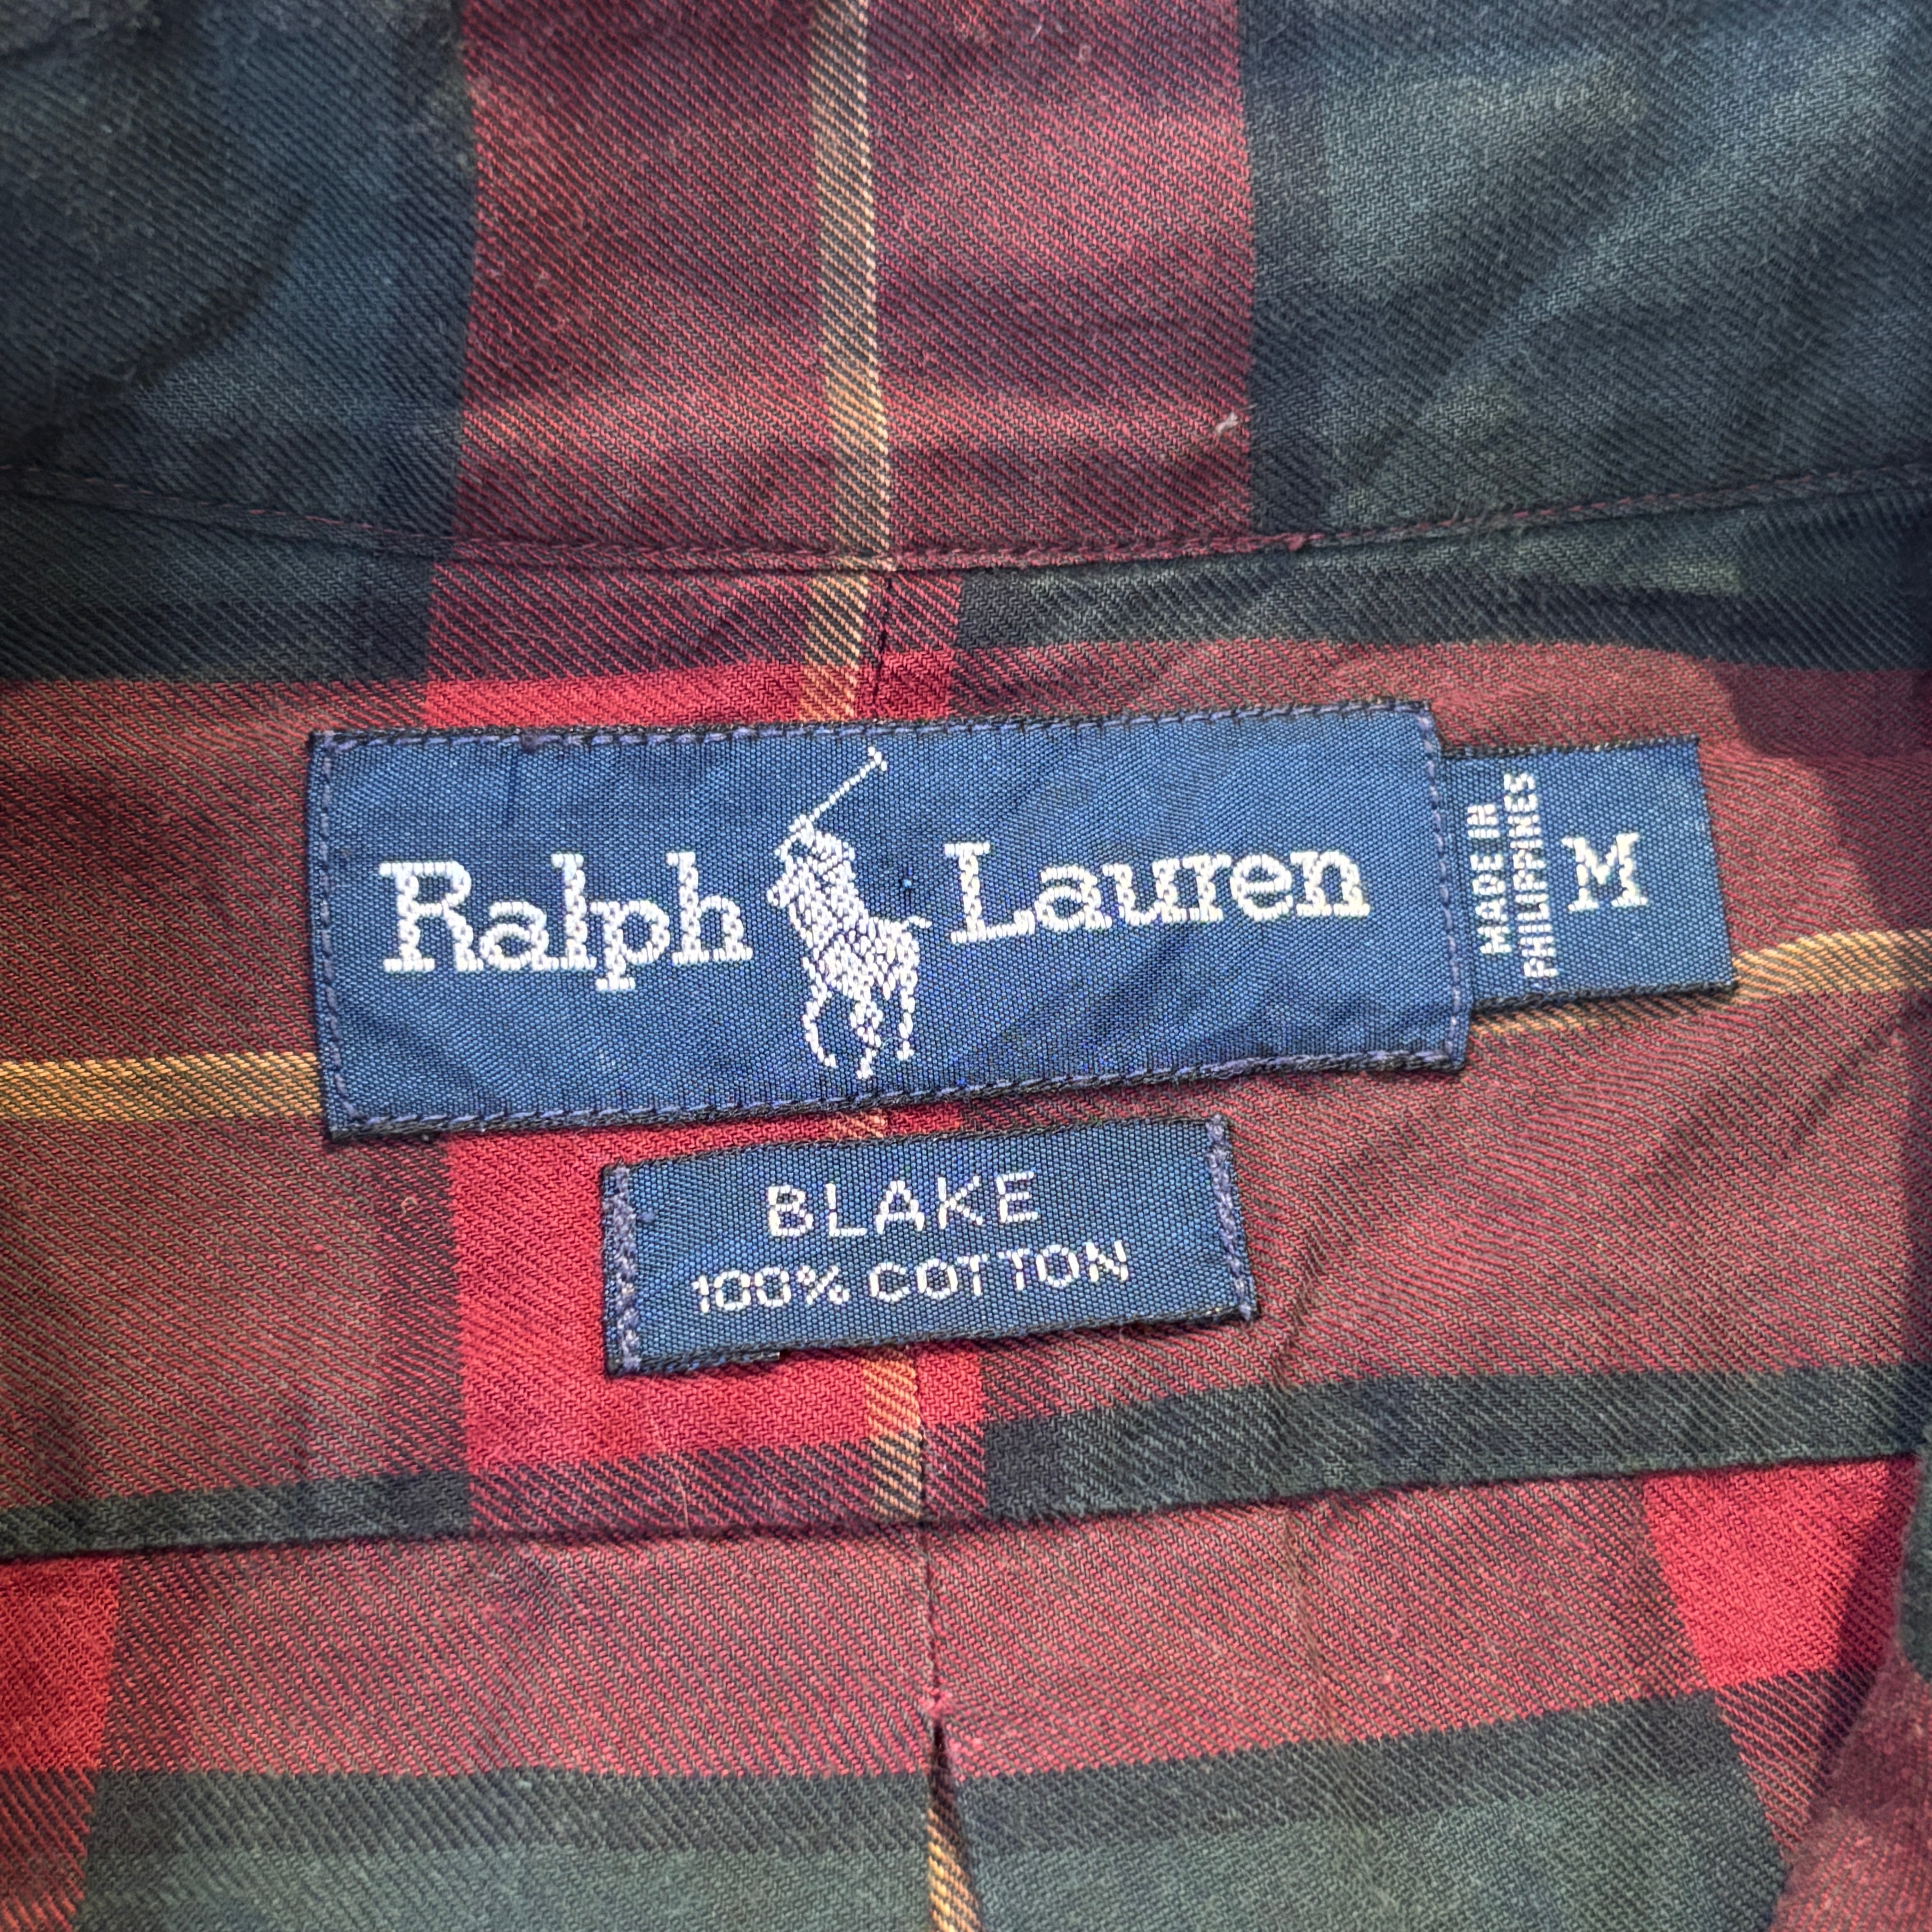 Ralph Lauren
MADE IN
PHILIPPINES
M
BLAKE
100% COTTON